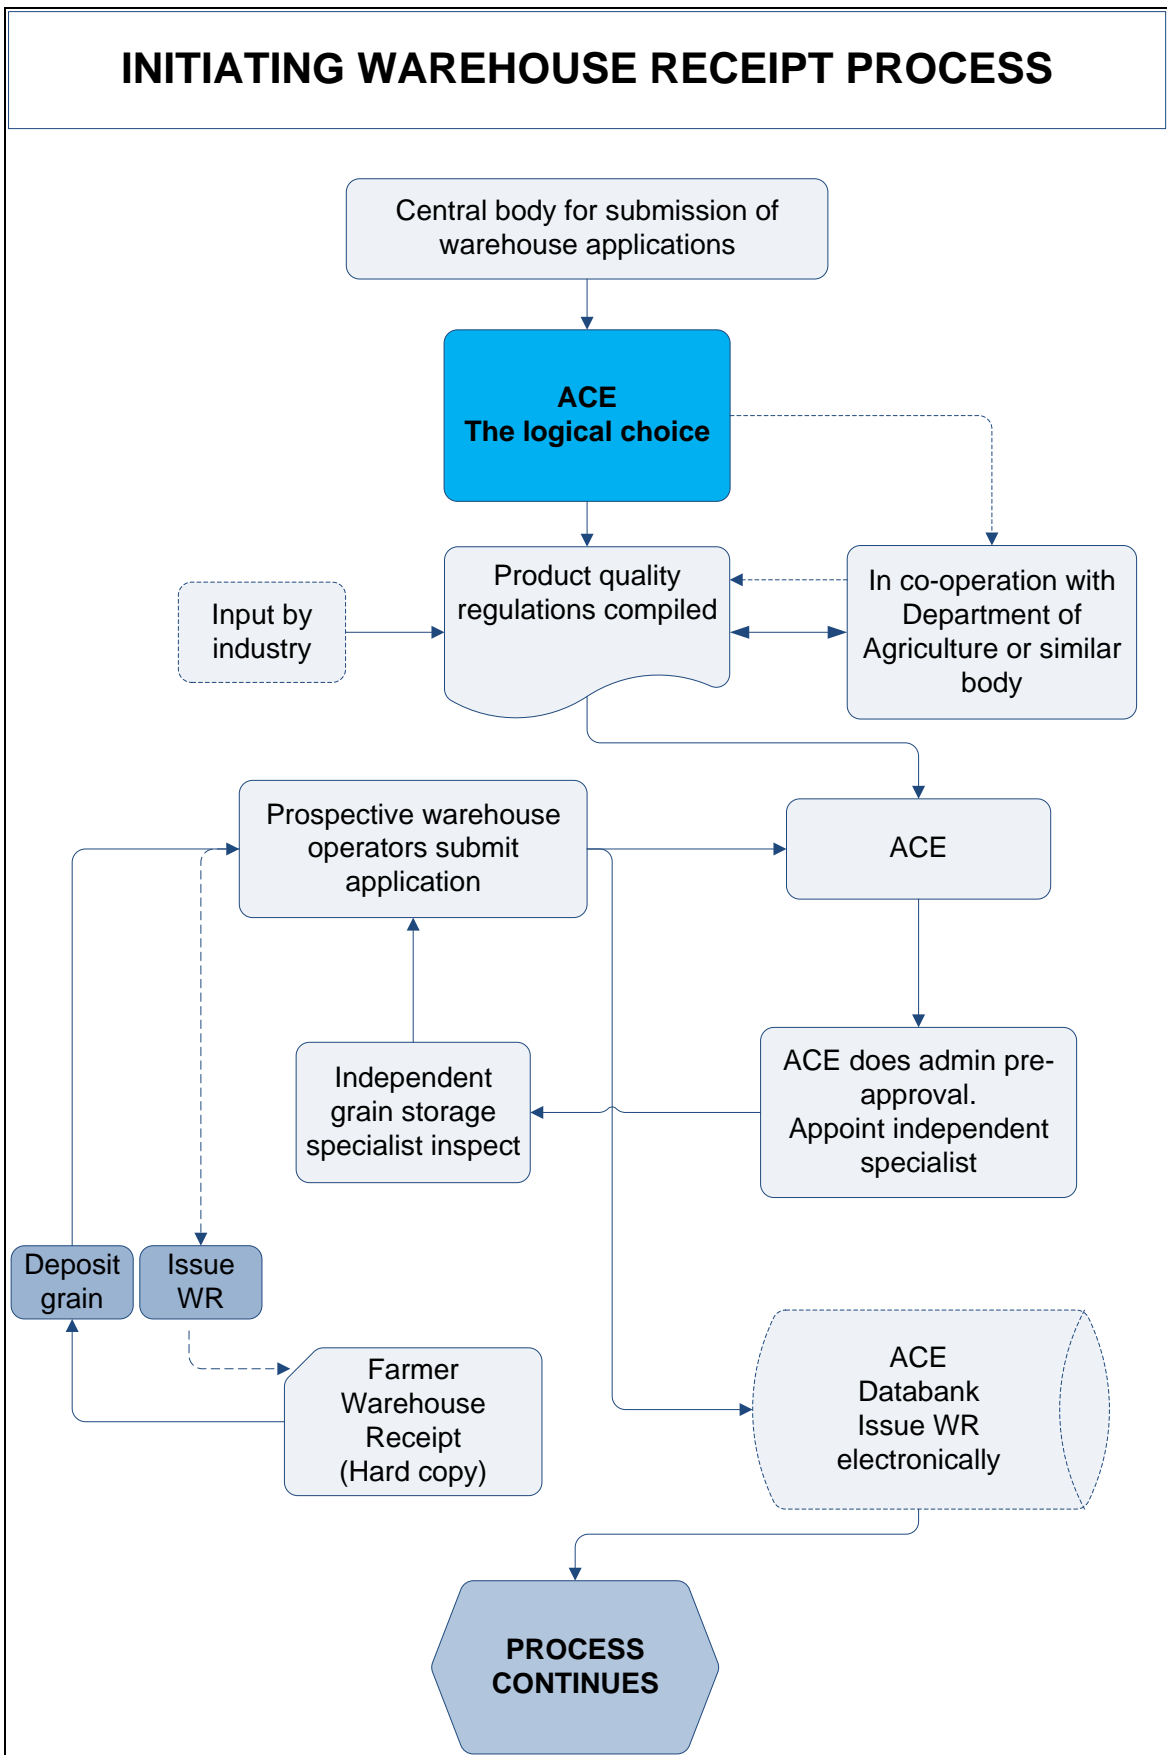 INITIATING WAREHOUSE RECEIPT PROCESS
Central body for submission of
warehouse applications
ACE
The logical choice
Product quality
regulations compiled
Input by
industry
In co-operation with
Department of
Agriculture or similar
body
Prospective warehouse
operators submit
application
ACE
Independent
grain storage
specialist inspect
ACE does admin pre-
approval.
Appoint independent
specialist
Deposit
grain
Issue
WR
Farmer
Warehouse
Receipt
(Hard copy)
ACE
Databank
Issue WR
electronically
PROCESS
CONTINUES